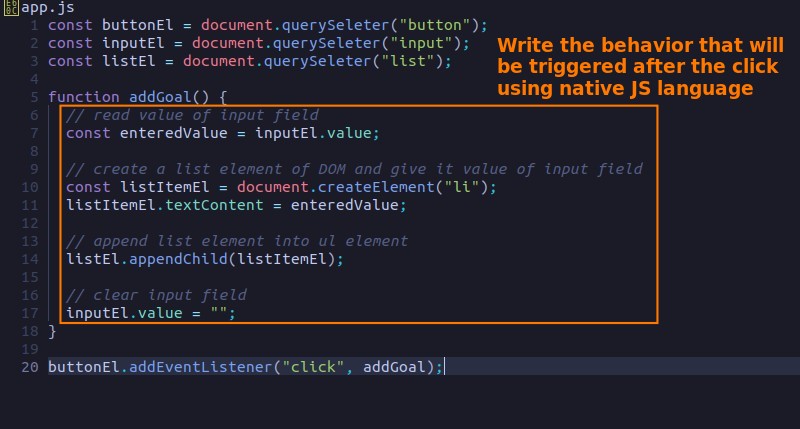 app.js
1 const buttonEl = document.querySeleter("button");
2 const inputEl = document.querySeleter("input");
3 const listEl = document.querySeleter("list");
4
5 function addGoal() {
6   // read value of input field
7   const enteredValue = inputEl.value;
8
9   // create a list element of DOM and give it value of input field
10   const listItemEl = document.createElement("li");
11   listItemEl.textContent = enteredValue;
12
13   // append list element into ul element
14   listEl.appendChild(listItemEl);
15
16   // clear input field
17   inputEl.value = "";
18 }
19
20 buttonEl.addEventListener("click", addGoal);
Write the behavior that will
be triggered after the click
using native JS language